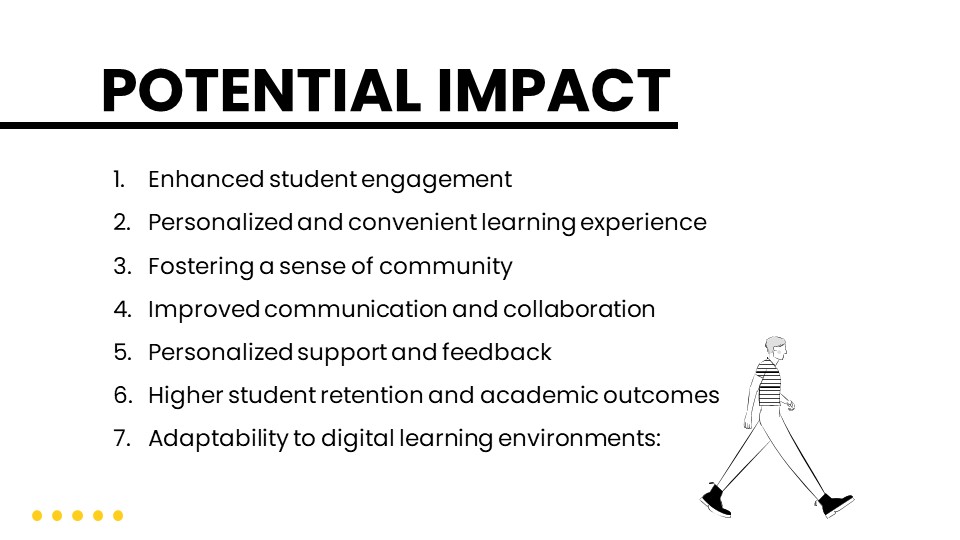 POTENTIAL IMPACT
1. Enhanced student engagement
2. Personalized and convenient learning experience
3. Fostering a sense of community
4. Improved communication and collaboration
5. Personalized support and feedback
6. Higher student retention and academic outcomes
7. Adaptability to digital learning environments: